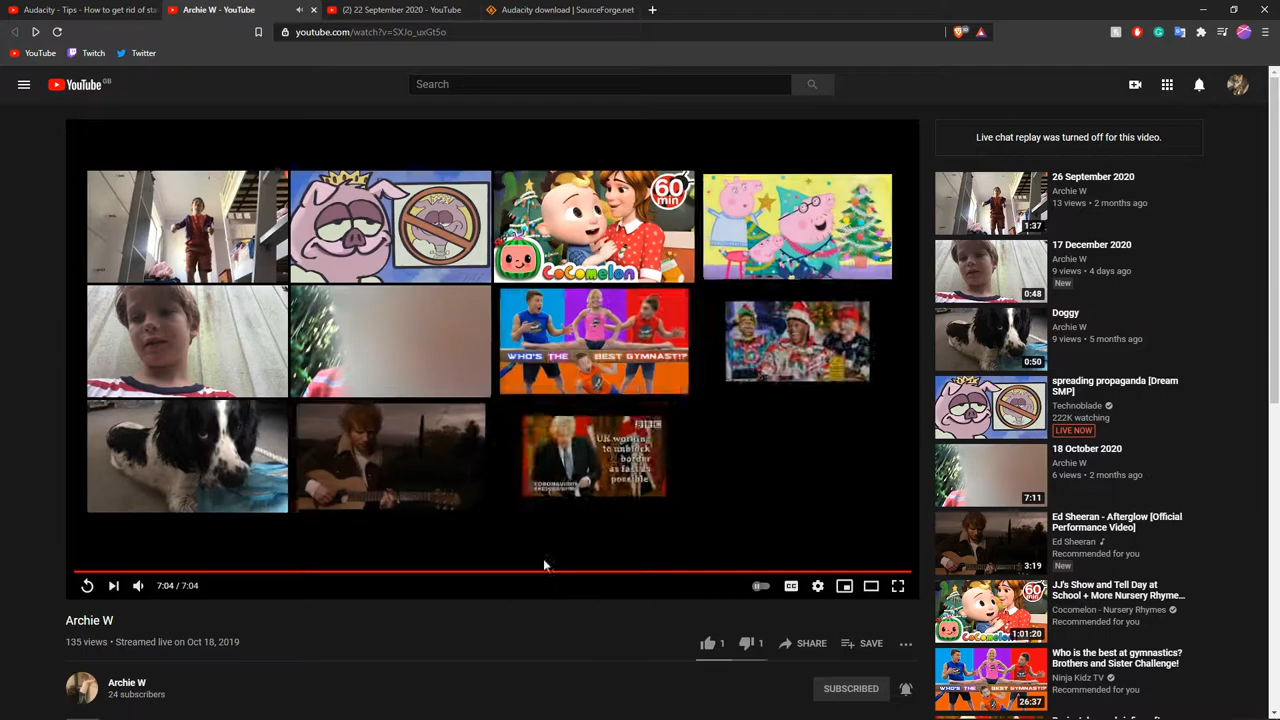 Audacity - Tips - How to get rid of sta
Archie W - YouTube
(2) 22 September 2020 - YouTube
Audacity download | SourceForge.net
youtube.com/watch?v=SXJo_uxGt5o
YouTube
Twitch
Twitter
YouTube GB
Search
Live chat replay was turned off for this video.
60 min
COCOMELON
WHO'S THE BEST GYMNAST!?
BBC
UK working
to unblock
border
as fast as
possible
CORONAVIRUS
7:04 / 7:04
CC
Archie W
135 views • Streamed live on Oct 18, 2019
1
1
SHARE
SAVE
Archie W
24 subscribers
SUBSCRIBED
26 September 2020
Archie W
13 views • 2 months ago
1:37
17 December 2020
Archie W
9 views • 4 days ago
New
0:48
Doggy
Archie W
9 views • 5 months ago
0:50
spreading propaganda [Dream
SMP]
Technoblade
222K watching
LIVE NOW
18 October 2020
Archie W
6 views • 2 months ago
7:11
Ed Sheeran - Afterglow [Official
Performance Video]
Ed Sheeran
Recommended for you
New
3:19
JJ's Show and Tell Day at
School + More Nursery Rhyme...
Cocomelon - Nursery Rhymes
Recommended for you
60 min
COCOMELON
1:01:20
Who is the best at gymnastics?
Brothers and Sister Challenge!
Ninja Kidz TV
Recommended for you
WHO'S THE BEST GYMNAST!?
26:37